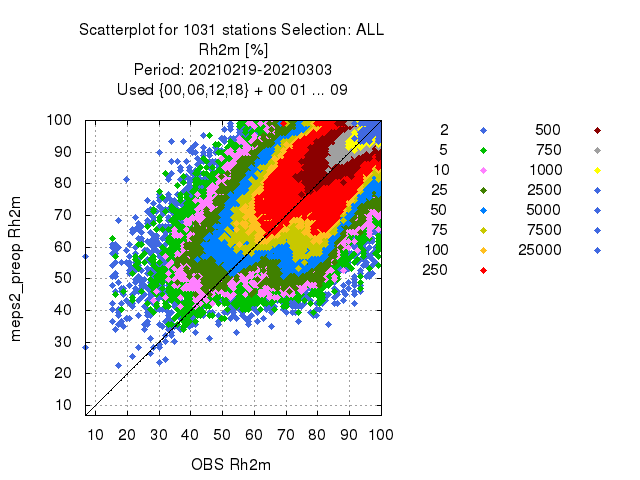 Scatterplot for 1031 stations Selection: ALL
Rh2m [%]
Period: 20210219-20210303
Used {00,06,12,18} + 00 01 ... 09
100
90
80
70
60
50
40
30
20
10
10 20 30 40 50 60 70 80 90 100
meps2_preop Rh2m
OBS Rh2m
2 500
5 750
10 1000
25 2500
50 5000
75 7500
100 25000
250